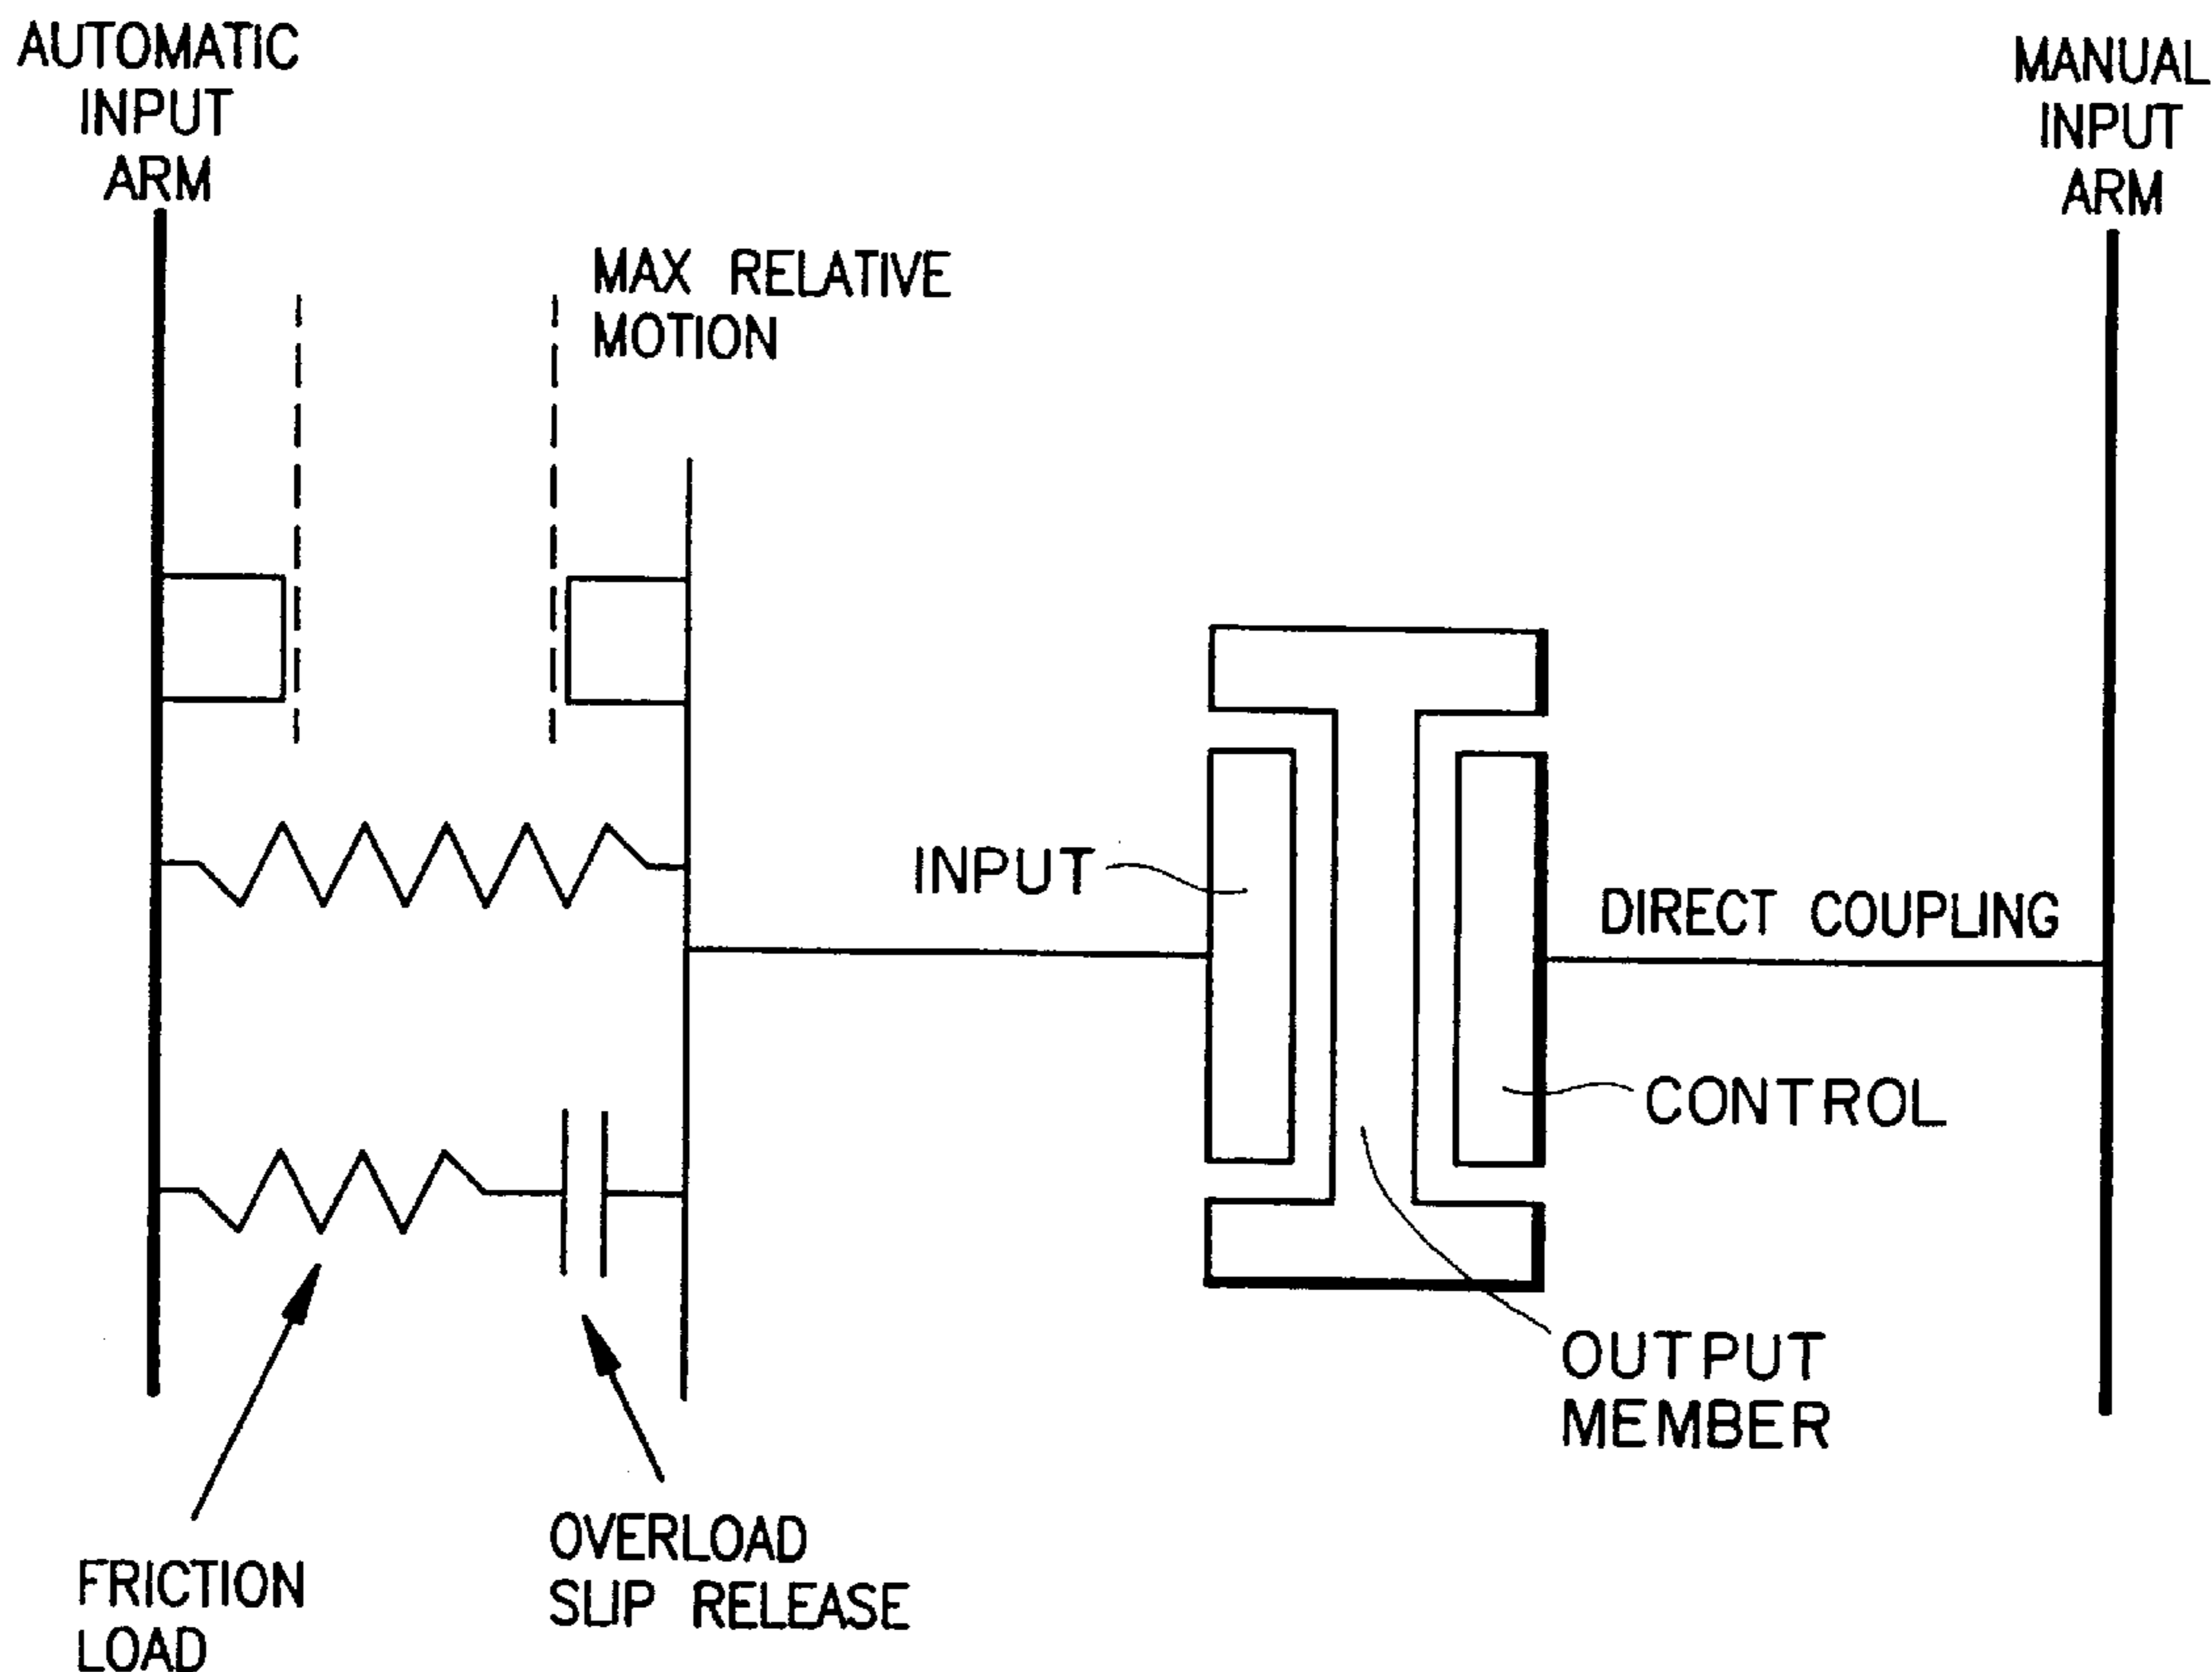 AUTOMATIC
INPUT
ARM
MANUAL
INPUT
ARM
MAX RELATIVE
MOTION
INPUT
DIRECT COUPLING
CONTROL
OUTPUT
MEMBER
OVERLOAD
SLIP RELEASE
FRICTION
LOAD